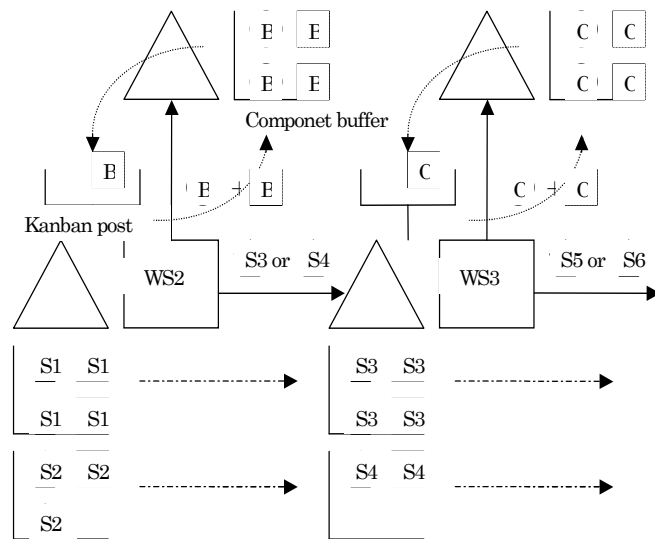 B B C C
B B C C
Componet buffer
B C
B + B C + C
Kanban post
S3 or S4 S5 or S6
WS2 WS3
S1 S1 S3 S3
S1 S1 S3 S3
S2 S2 S4 S4
S2